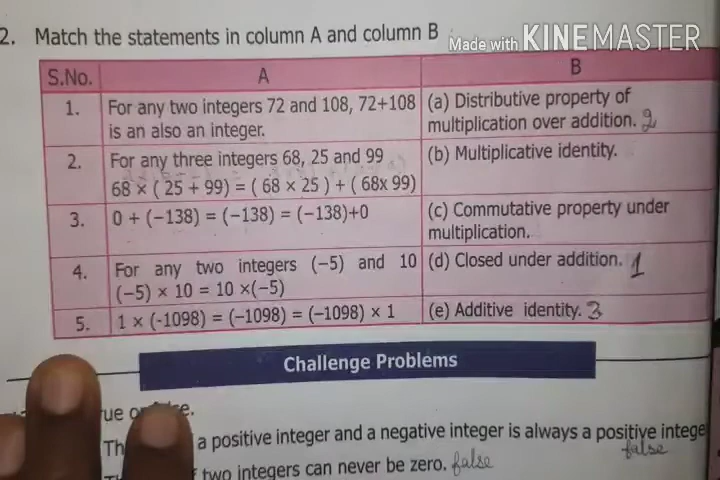 2. Match the statements in column A and column B
Made with KINEMASTER
S.No.
A
B
1.
For any two integers 72 and 108, 72+108
is an also an integer.
(a) Distributive property of
multiplication over addition. 2
2.
For any three integers 68, 25 and 99
68 × ( 25 + 99) = ( 68 × 25 ) + ( 68x 99)
(b) Multiplicative identity.
3.
0 + (−138) = (−138) = (−138)+0
(c) Commutative property under
multiplication.
4.
For any two integers (−5) and 10
(−5) × 10 = 10 ×(−5)
(d) Closed under addition. 1
5.
1 × (-1098) = (−1098) = (−1098) × 1
(e) Additive identity. 3
Challenge Problems
a positive integer and a negative integer is always a positive intege
false
two integers can never be zero. false